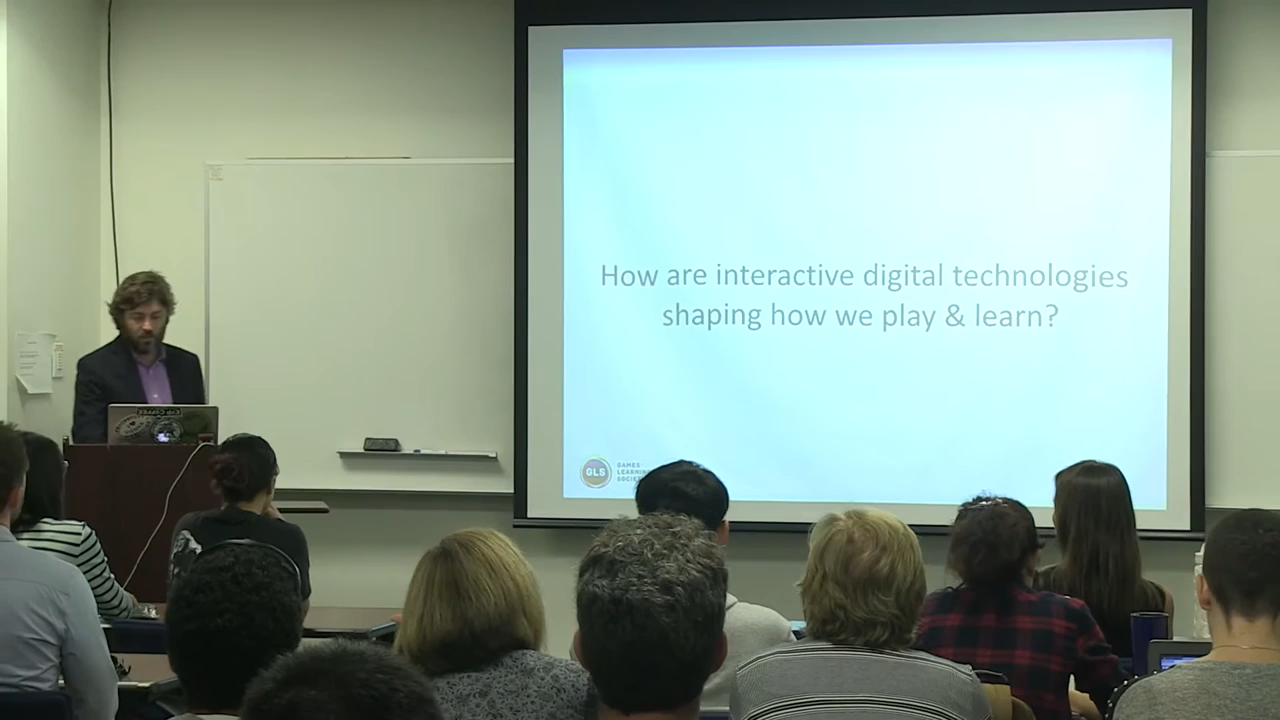 How are interactive digital technologies
shaping how we play & learn?
GLS
GAMES
LEARNING